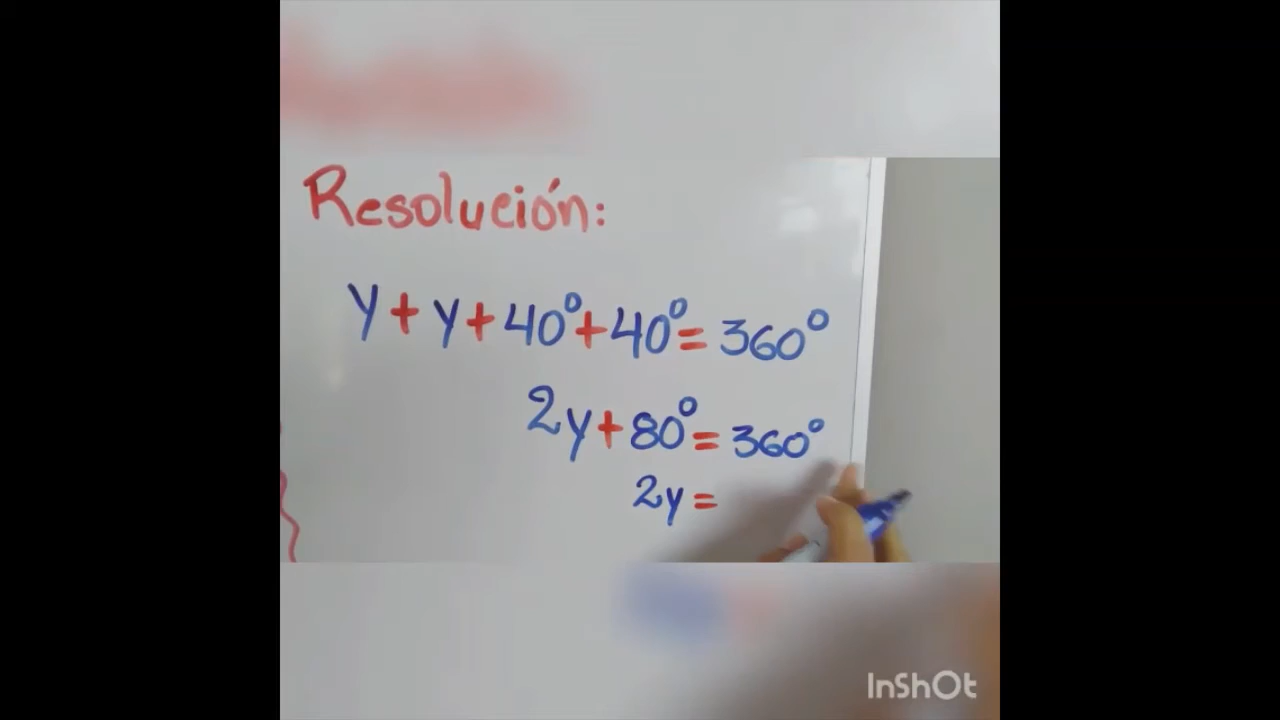 Resolución:
y + y + 40° + 40° = 360°
2y + 80° = 360°
2y =
InShOt